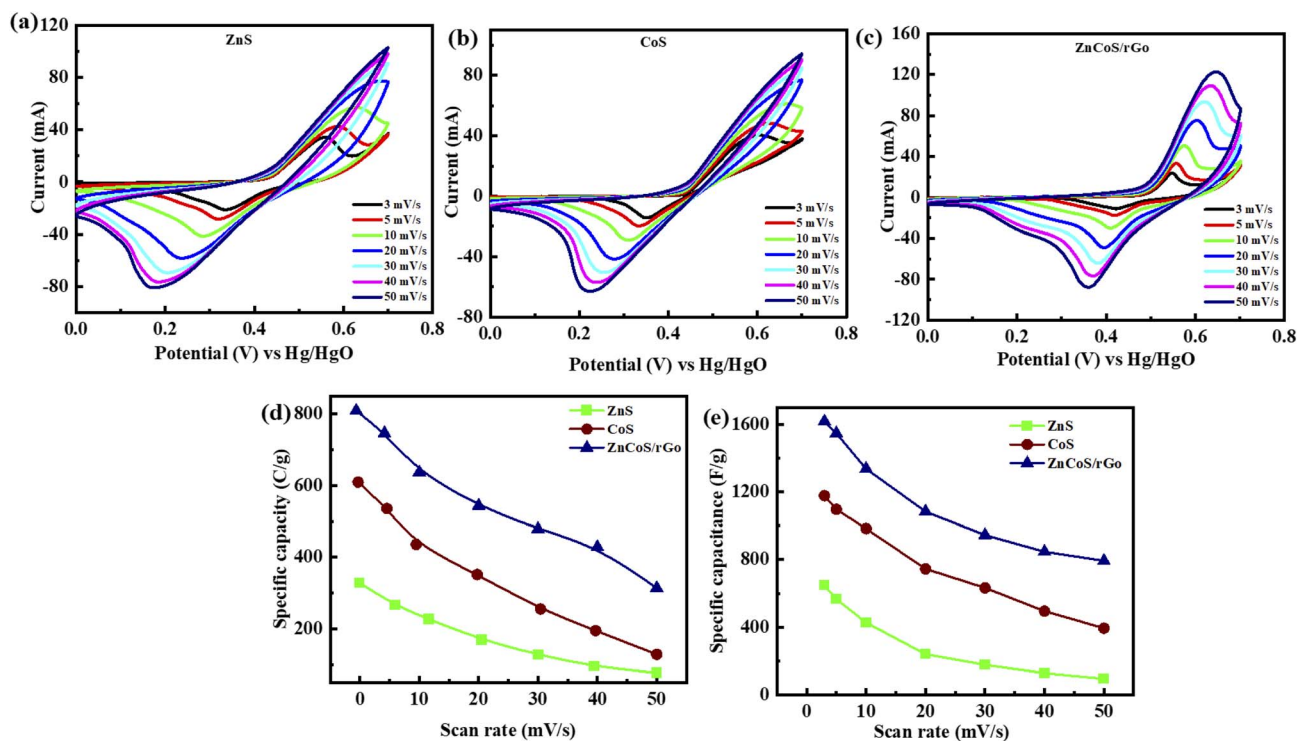 (a)
ZnS
120
80
40
0
-40
-80
Current (mA)
0.0 0.2 0.4 0.6 0.8
Potential (V) vs Hg/HgO
3 mV/s
5 mV/s
10 mV/s
20 mV/s
30 mV/s
40 mV/s
50 mV/s
(b)
CoS
120
80
40
0
-40
-80
Current (mA)
0.0 0.2 0.4 0.6 0.8
Potential (V) vs Hg/HgO
3 mV/s
5 mV/s
10 mV/s
20 mV/s
30 mV/s
40 mV/s
50 mV/s
(c)
ZnCoS/rGo
160
120
80
40
0
-40
-80
-120
Current (mA)
0.0 0.2 0.4 0.6 0.8
Potential (V) vs Hg/HgO
3 mV/s
5 mV/s
10 mV/s
20 mV/s
30 mV/s
40 mV/s
50 mV/s
(d)
800
600
400
200
Specific capacity (C/g)
ZnS
CoS
ZnCoS/rGo
0 10 20 30 40 50
Scan rate (mV/s)
(e)
1600
1200
800
400
0
Specific capacitance (F/g)
ZnS
CoS
ZnCoS/rGo
0 10 20 30 40 50
Scan rate (mV/s)